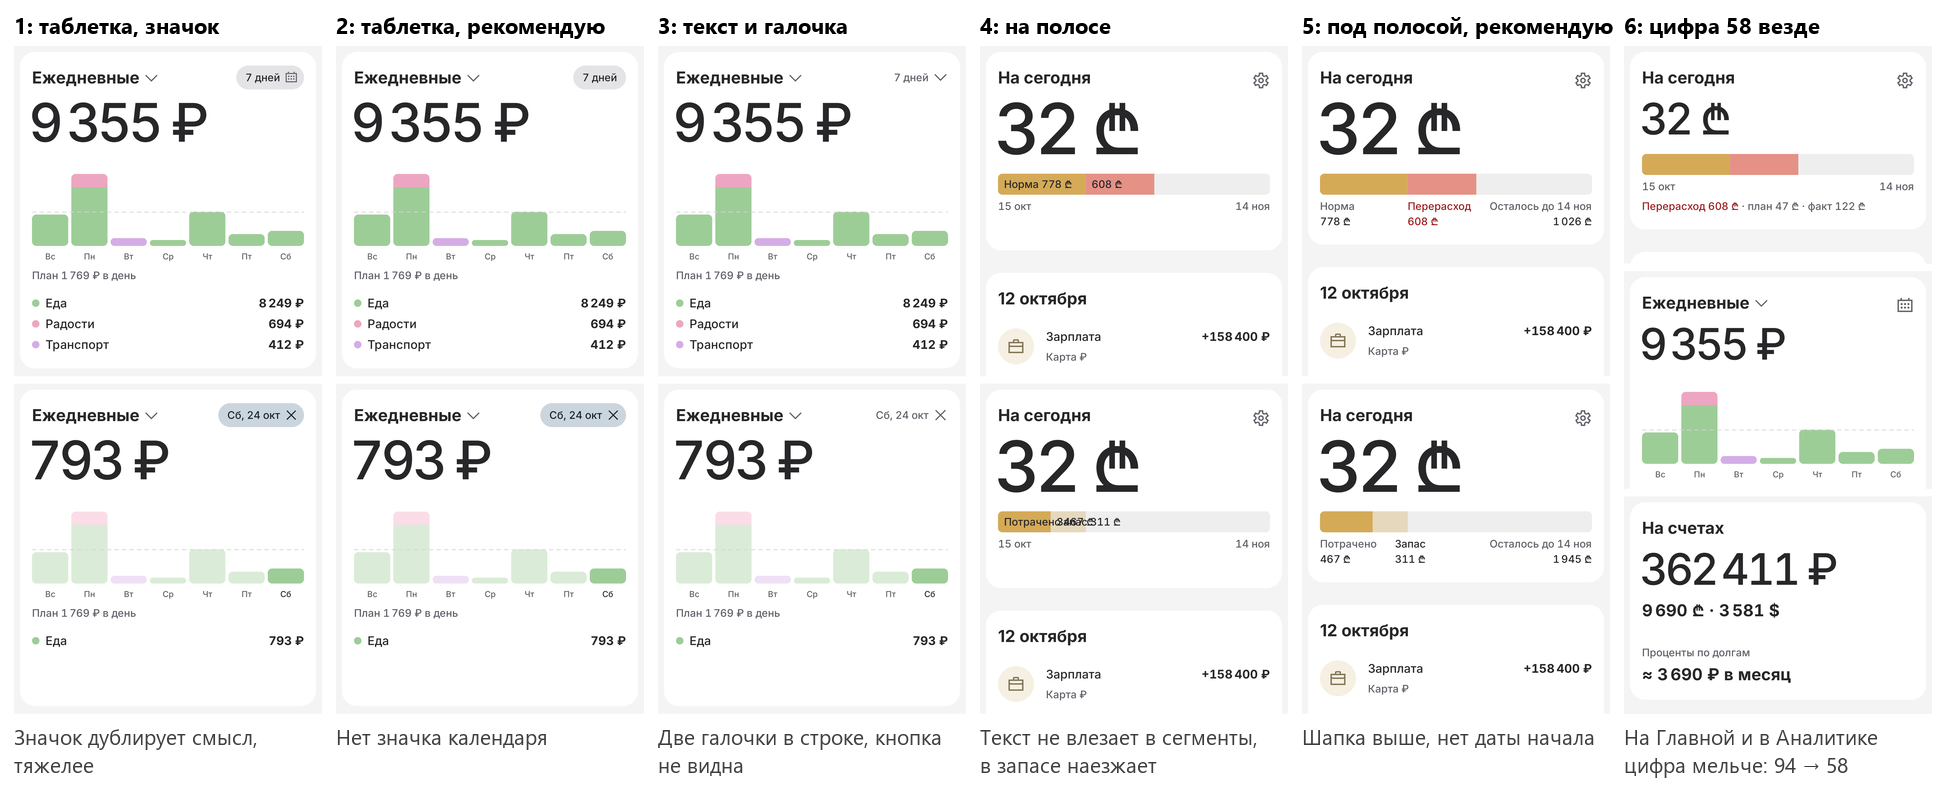 1: таблетка, значок
Ежедневные
7 дней
9 355 ₽
Вс Пн Вт Ср Чт Пт Сб
План 1 769 ₽ в день
Еда 8 249 ₽
Радости 694 ₽
Транспорт 412 ₽
Ежедневные
Сб, 24 окт
793 ₽
Вс Пн Вт Ср Чт Пт Сб
План 1 769 ₽ в день
Еда 793 ₽
Значок дублирует смысл,
тяжелее
2: таблетка, рекомендую
Ежедневные
7 дней
9 355 ₽
Вс Пн Вт Ср Чт Пт Сб
План 1 769 ₽ в день
Еда 8 249 ₽
Радости 694 ₽
Транспорт 412 ₽
Ежедневные
Сб, 24 окт
793 ₽
Вс Пн Вт Ср Чт Пт Сб
План 1 769 ₽ в день
Еда 793 ₽
Нет значка календаря
3: текст и галочка
Ежедневные
7 дней
9 355 ₽
Вс Пн Вт Ср Чт Пт Сб
План 1 769 ₽ в день
Еда 8 249 ₽
Радости 694 ₽
Транспорт 412 ₽
Ежедневные
Сб, 24 окт
793 ₽
Вс Пн Вт Ср Чт Пт Сб
План 1 769 ₽ в день
Еда 793 ₽
Две галочки в строке, кнопка
не видна
4: на полосе
На сегодня
32 ₾
Норма 778 ₾ 608 ₾
15 окт 14 ноя
12 октября
Зарплата +158 400 ₽
Карта ₽
На сегодня
32 ₾
Потрачено 311 ₾
15 окт 14 ноя
12 октября
Зарплата +158 400 ₽
Карта ₽
Текст не влезает в сегменты,
в запасе наезжает
5: под полосой, рекомендую
На сегодня
32 ₾
Норма Перерасход Осталось до 14 ноя
778 ₾ 608 ₾ 1 026 ₾
12 октября
Зарплата +158 400 ₽
Карта ₽
На сегодня
32 ₾
Потрачено Запас Осталось до 14 ноя
467 ₾ 311 ₾ 1 945 ₾
12 октября
Зарплата +158 400 ₽
Карта ₽
Шапка выше, нет даты начала
6: цифра 58 везде
На сегодня
32 ₾
15 окт 14 ноя
Перерасход 608 ₾ · план 47 ₾ · факт 122 ₾
Ежедневные
9 355 ₽
Вс Пн Вт Ср Чт Пт Сб
На счетах
362 411 ₽
9 690 ₾ · 3 581 $
Проценты по долгам
≈ 3 690 ₽ в месяц
На Главной и в Аналитике
цифра мельче: 94 → 58